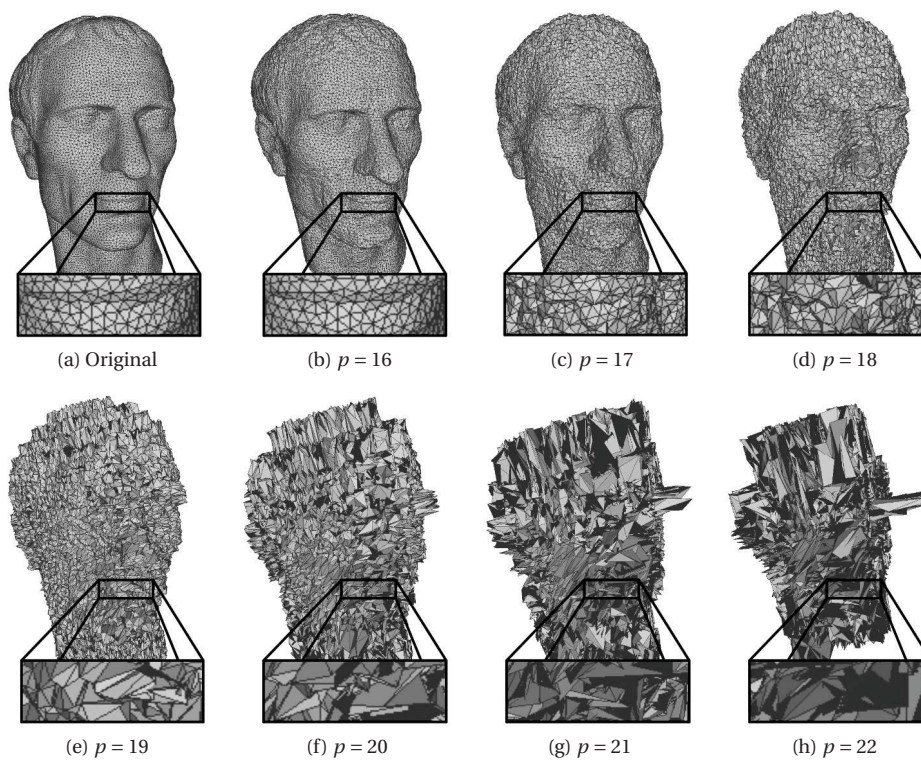 (a) Original
(b) p = 16
(c) p = 17
(d) p = 18
(e) p = 19
(f) p = 20
(g) p = 21
(h) p = 22